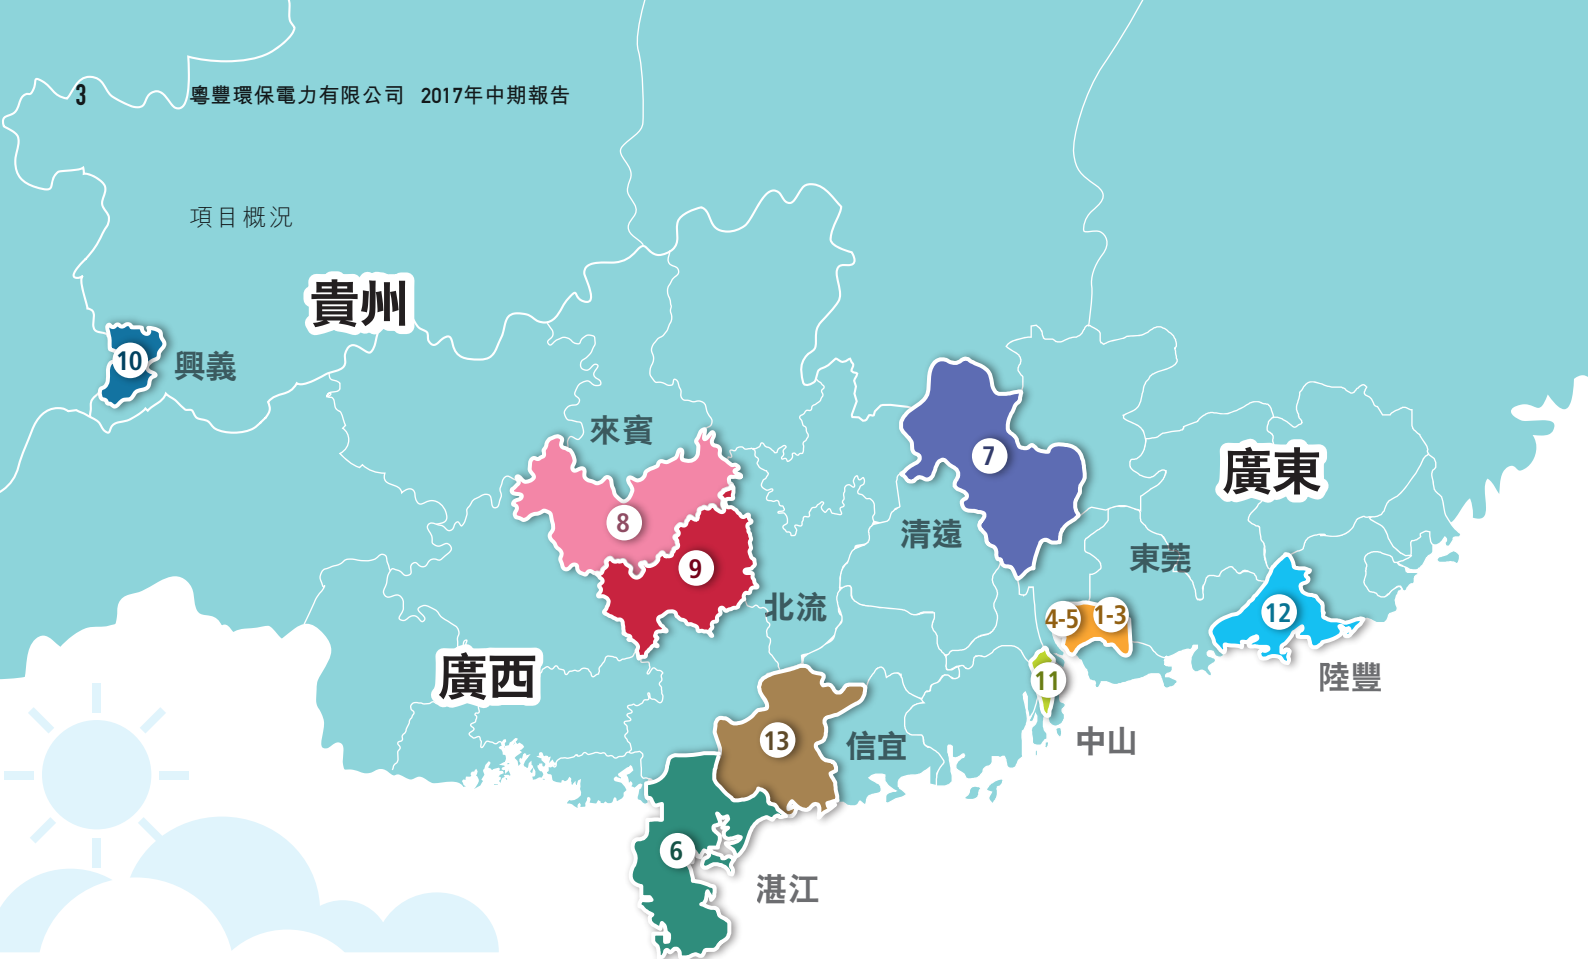 3 粵豐環保電力有限公司 2017年中期報告
項目概況
貴州
10 興義
來賓
7
廣東
8
清遠
東莞
9
北流
4-5 1-3
12
廣西
11
陸豐
13
信宜
中山
6
湛江